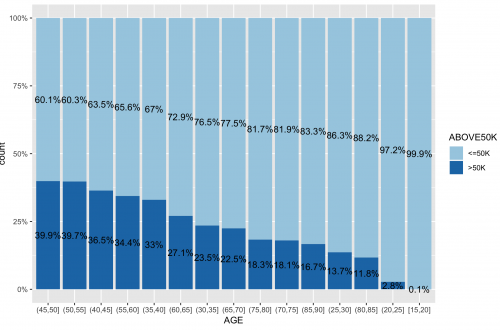 100%
75%
50%
25%
0%
count
60.1% 60.3% 63.5% 65.6% 67% 72.9% 76.5% 77.5% 81.7% 81.9% 83.3% 86.3% 88.2% 97.2% 99.9%
39.9% 39.7% 36.5% 34.4% 33% 27.1% 23.5% 22.5% 18.3% 18.1% 16.7% 13.7% 11.8% 2.8% 0.1%
(45,50] (50,55] (40,45] (55,60] (35,40] (60,65] (30,35] (65,70] (75,80] (70,75] (85,90] (25,30] (80,85] (20,25] [15,20]
AGE
ABOVE50K
<=50K
>50K